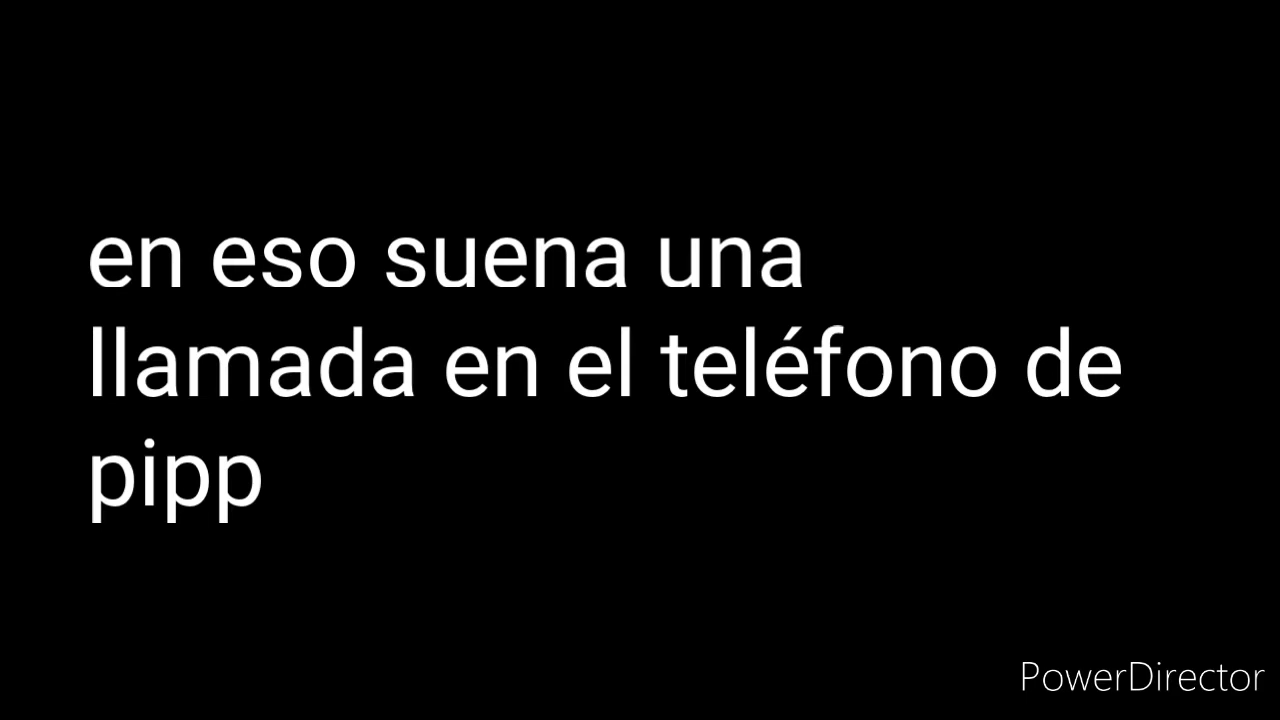 en eso suena una
llamada en el teléfono de
pipp
PowerDirector